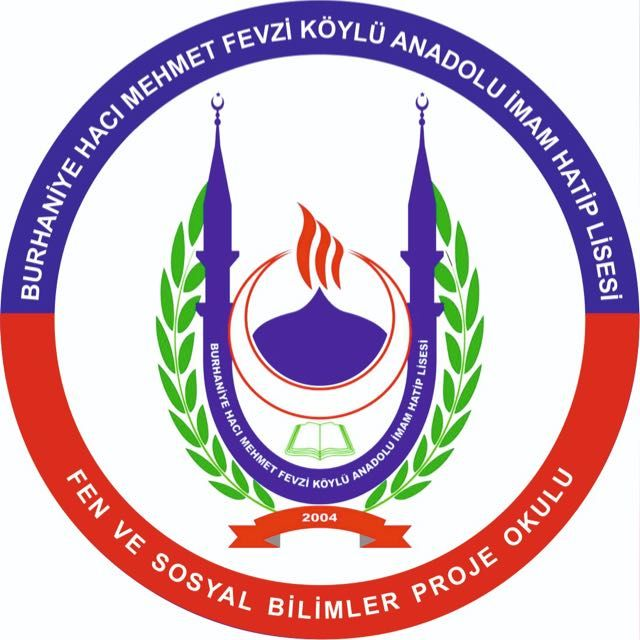 BURHANİYE HACI MEHMET FEVZİ KÖYLÜ ANADOLU İMAM HATİP LİSESİ
BURHANİYE HACI MEHMET FEVZİ KÖYLÜ ANADOLU İMAM HATİP LİSESİ
2004
FEN VE SOSYAL BİLİMLER PROJE OKULU